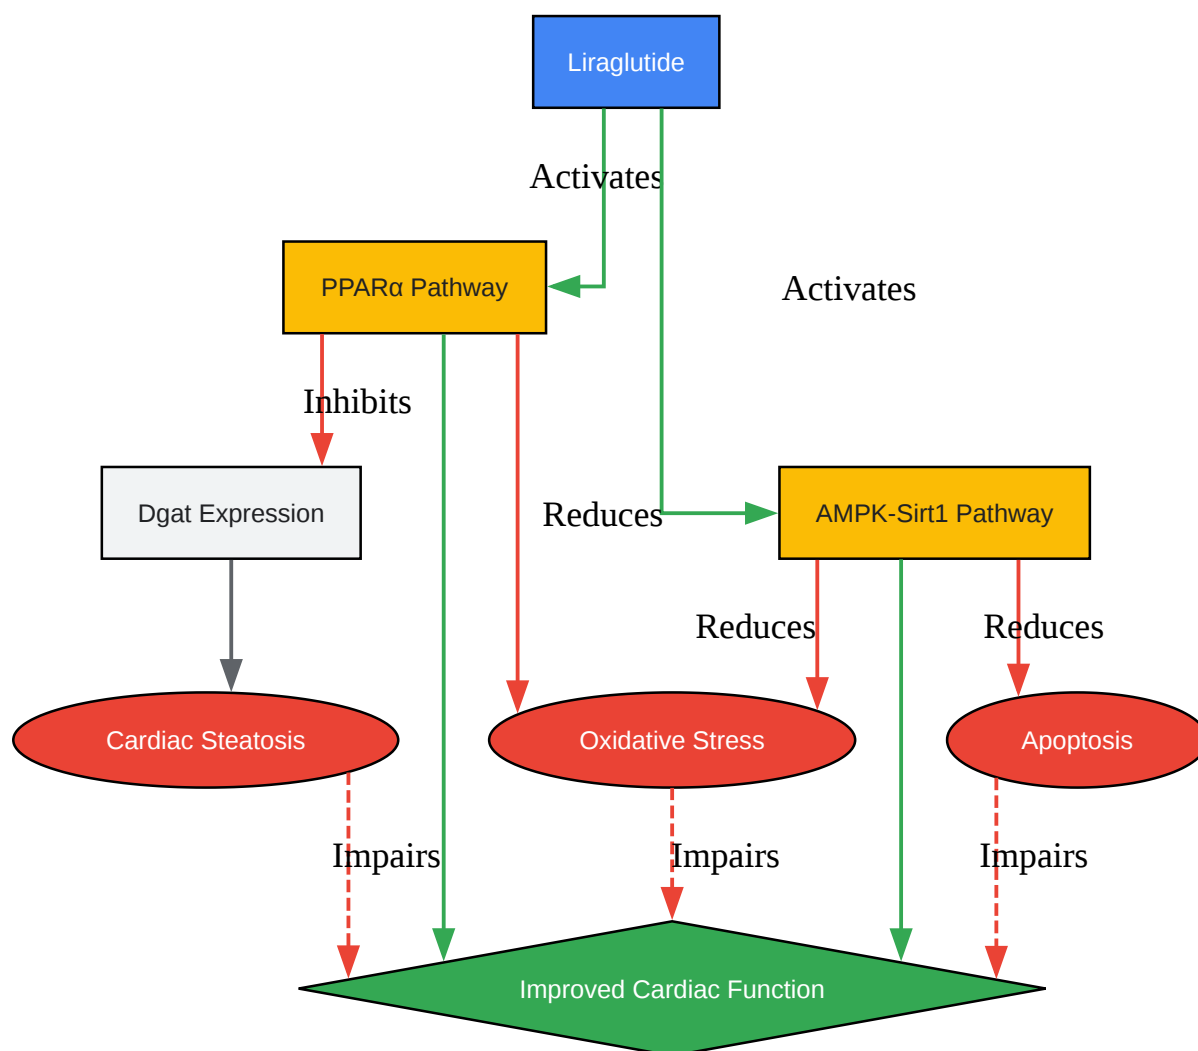 Liraglutide
Activates
PPARα Pathway
Activates
Inhibits
Dgat Expression
Reduces
AMPK-Sirt1 Pathway
Reduces
Reduces
Cardiac Steatosis
Oxidative Stress
Apoptosis
Impairs
Impairs
Impairs
Improved Cardiac Function